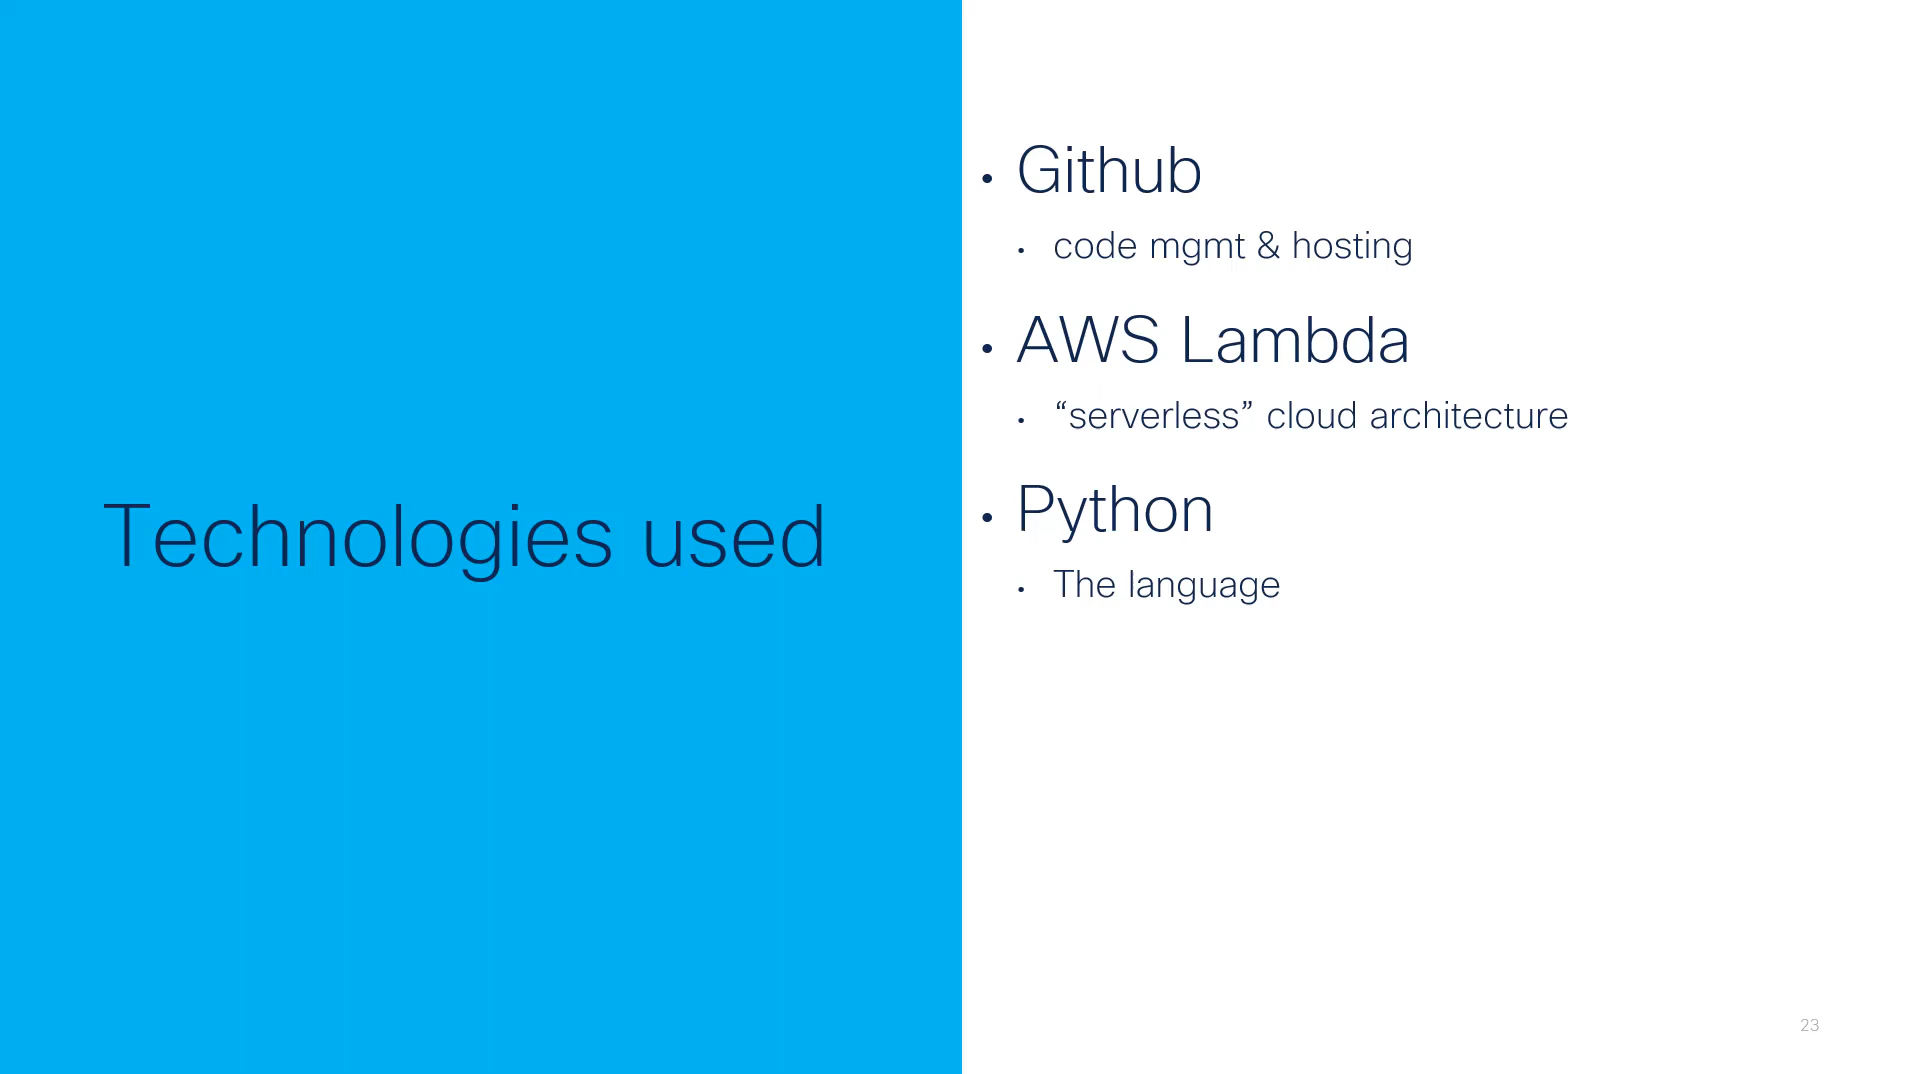 Technologies used
• Github
• code mgmt & hosting
• AWS Lambda
• “serverless” cloud architecture
• Python
• The language
23